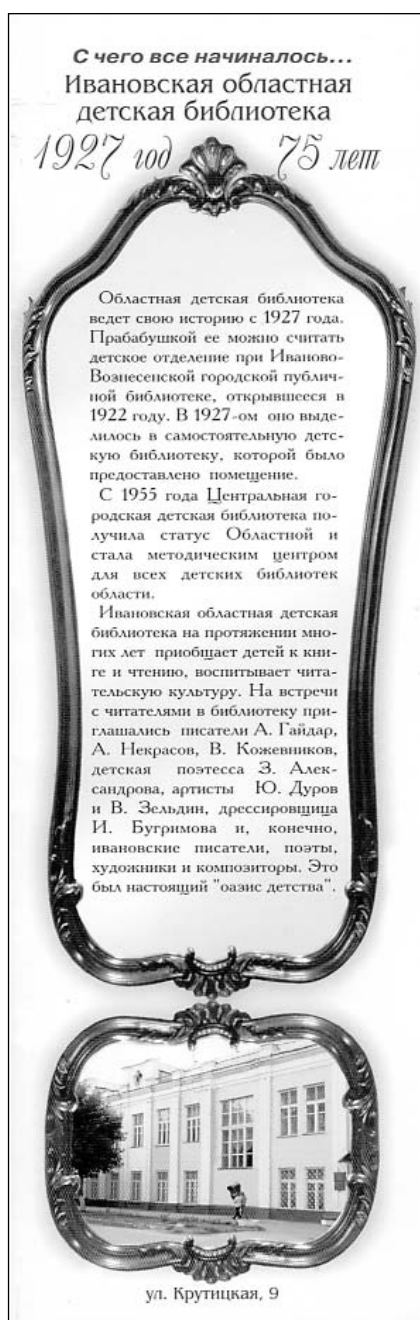 С чего все начиналось...
Ивановская областная
детская библиотека
1927 год 75 лет
Областная детская библиотека
ведет свою историю с 1927 года.
Прабабушкой ее можно считать
детское отделение при Иваново-
Вознесенской городской публич-
ной библиотеке, открывшееся в
1922 году. В 1927-ом оно выде-
лилось в самостоятельную детс-
кую библиотеку, которой было
предоставлено помещение.
С 1955 года Центральная го-
родская детская библиотека по-
лучила статус Областной и
стала методическим центром
для всех детских библиотек
области.
Ивановская областная детская
библиотека на протяжении мно-
гих лет приобщает детей к кни-
ге и чтению, воспитывает чита-
тельскую культуру. На встречи
с читателями в библиотеку при-
глашались писатели А. Гайдар,
А. Некрасов, В. Кожевников,
детская поэтесса З. Алек-
сандрова, артисты Ю. Дуров
и В. Зельдин, дрессировщица
И. Бугримова и, конечно,
ивановские писатели, поэты,
художники и композиторы. Это
был настоящий "оазис детства".
ул. Крутицкая, 9